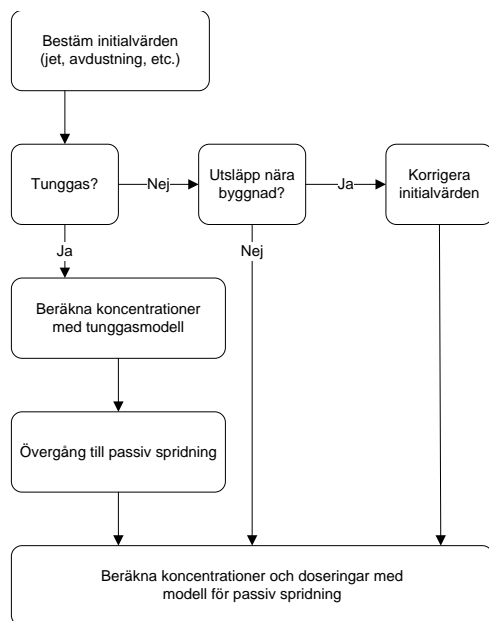 Bestäm initialvärden
(jet, avdustning, etc.)
Tunggas?
Nej
Utsläpp nära
byggnad?
Ja
Korrigera
initialvärden
Ja
Nej
Beräkna koncentrationer
med tunggasmodell
Övergång till passiv spridning
Beräkna koncentrationer och doseringar med
modell för passiv spridning